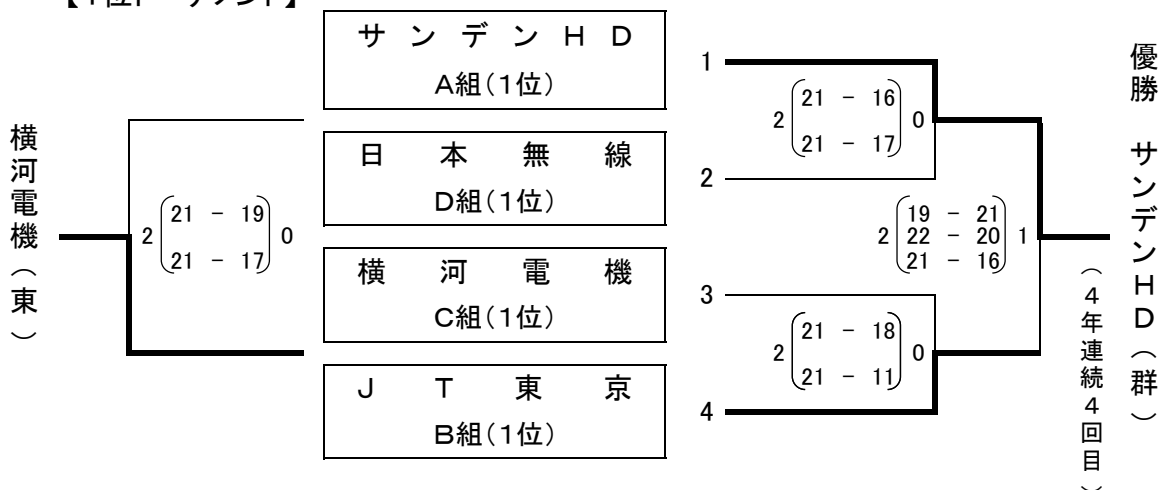 【1位トーナメント】
サンデンHD
A組(1位)
日本無線
D組(1位)
横河電機
C組(1位)
JT東京
B組(1位)
横河電機(東)
2 21 - 19 0
21 - 17
1
2
3
4
2 21 - 16 0
21 - 17
19 - 21
2 22 - 20 1
21 - 16
2 21 - 18 0
21 - 11
優勝 サンデンHD(群)
(4年連続4回目)